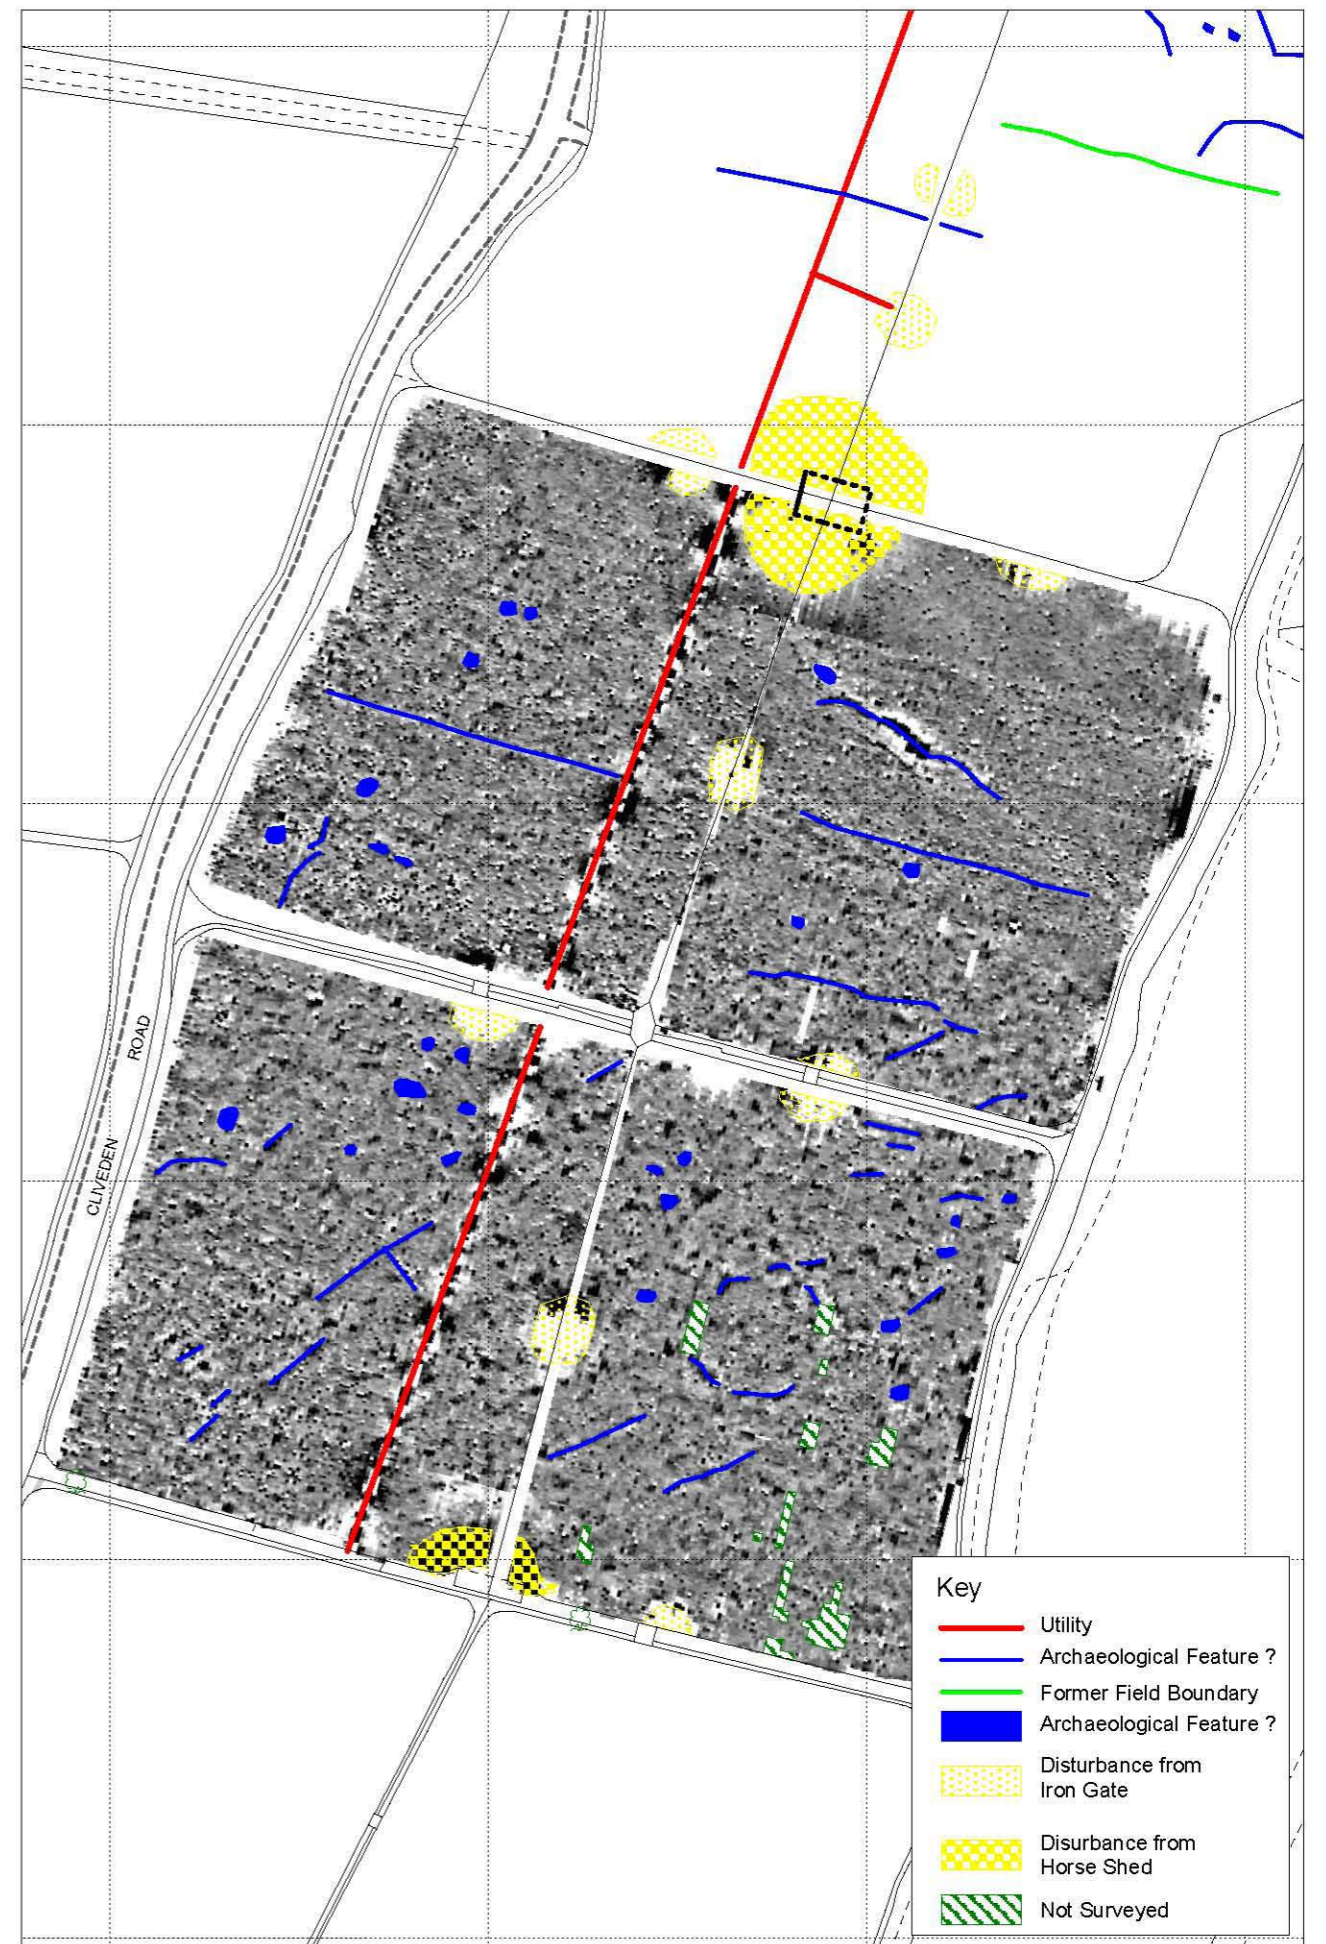 ROAD
CLIVEDEN
Key
Utility
Archaeological Feature ?
Former Field Boundary
Archaeological Feature ?
Disturbance from
Iron Gate
Disurbance from
Horse Shed
Not Surveyed